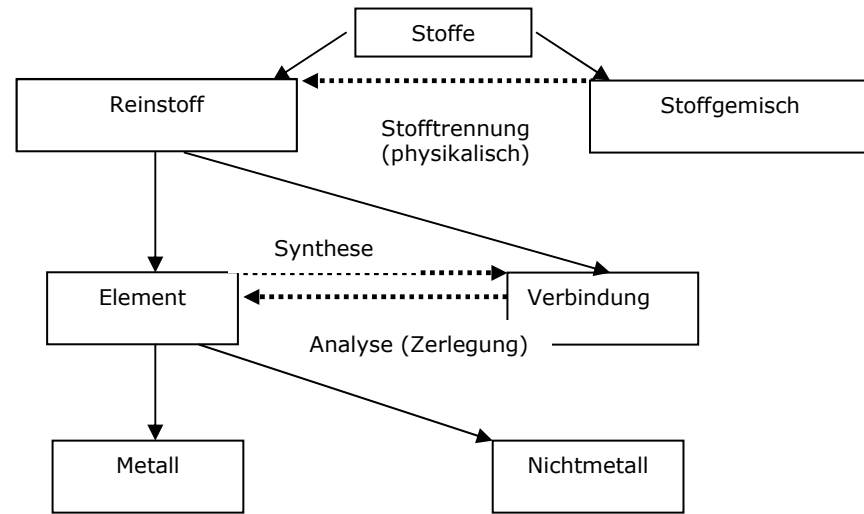 Stoffe
Reinstoff
Stoffgemisch
Stofftrennung
(physikalisch)
Synthese
Element
Verbindung
Analyse (Zerlegung)
Metall
Nichtmetall